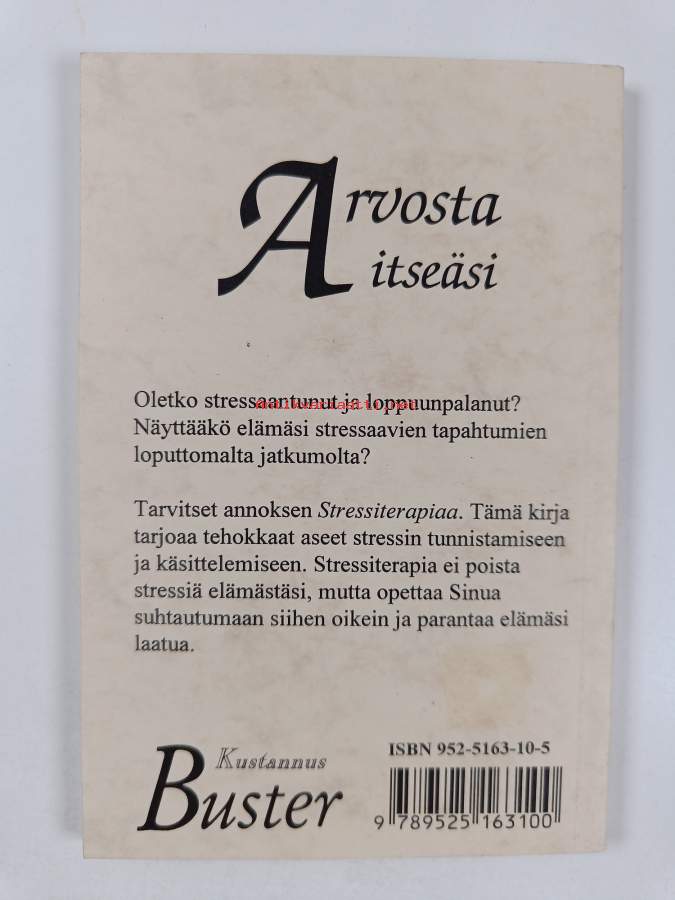 Arvosta
itseäsi
Oletko stressaantunut ja loppuunpalanut?
antikvariaatti.net
Näyttääkö elämäsi stressaavien tapahtumien
loputtomalta jatkumolta?
Tarvitset annoksen Stressiterapiaa. Tämä kirja
tarjoaa tehokkaat aseet stressin tunnistamiseen
ja käsittelemiseen. Stressiterapia ei poista
stressiä elämästäsi, mutta opettaa Sinua
suhtautumaan siihen oikein ja parantaa elämäsi
laatua.
Kustannus
Buster
ISBN 952-5163-10-5
9 789525 163100